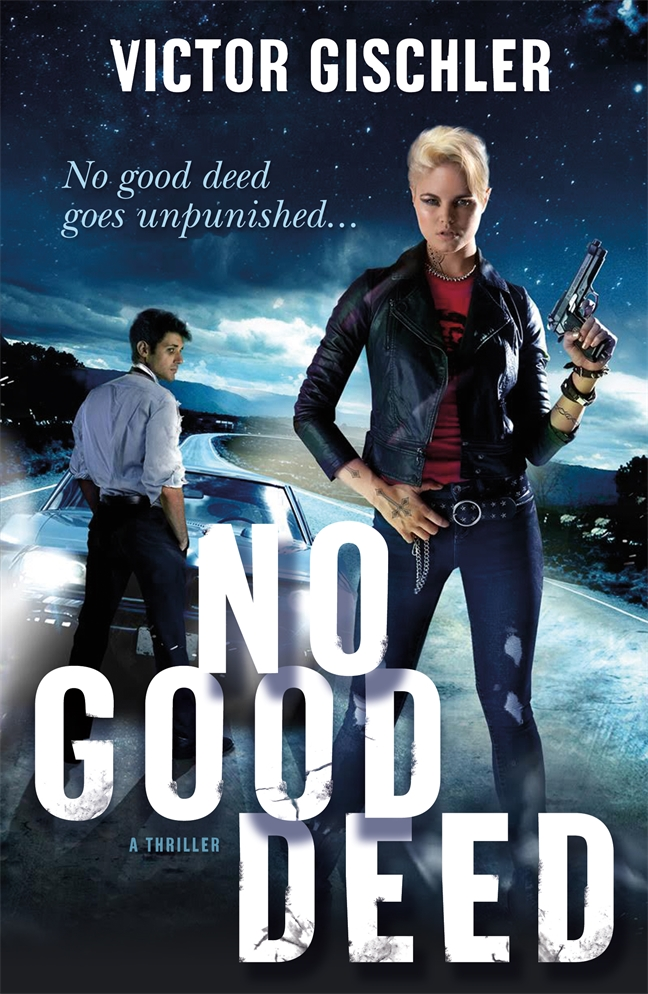 VICTOR GISCHLER
No good deed
goes unpunished...
NO
GOOD
A THRILLER
DEED